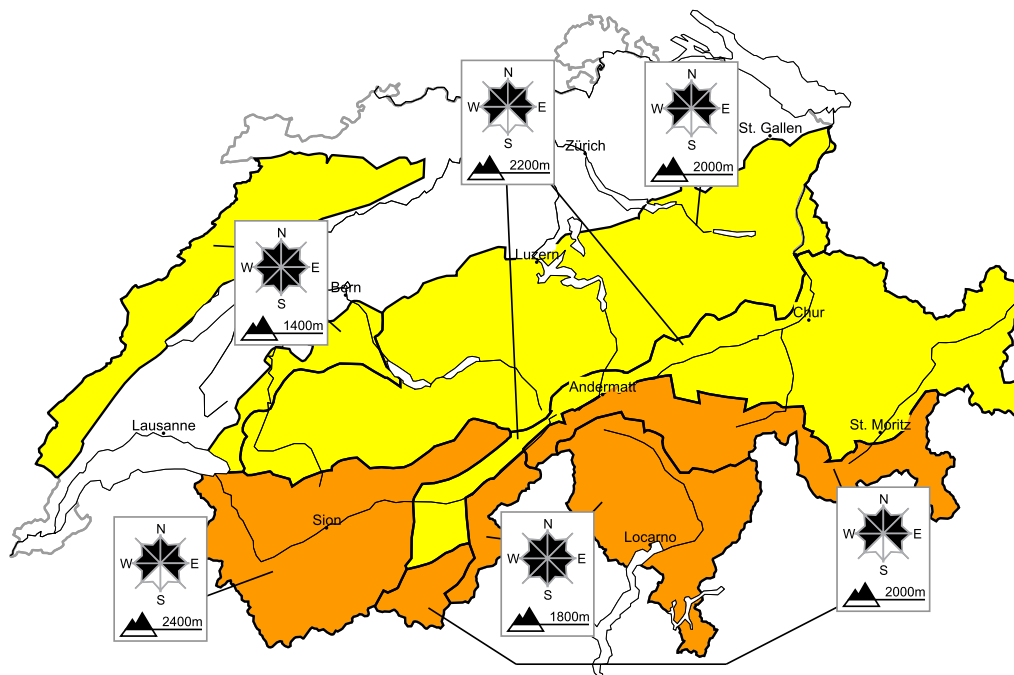 N
W E
S
2200m
N
W E
S
2000m
St. Gallen
Zürich
N
W E
S
1400m
Luzern
Bern
Chur
Andermatt
Lausanne
St. Moritz
Sion
Locarno
N
W E
S
2400m
N
W E
S
1800m
N
W E
S
2000m